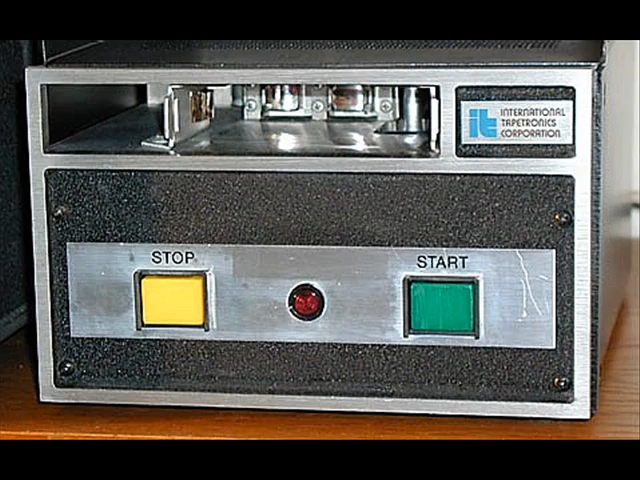 it INTERNATIONAL
TAPETRONICS
CORPORATION
STOP
START